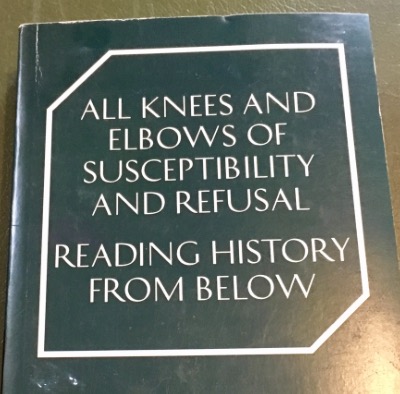 ALL KNEES AND
ELBOWS OF
SUSCEPTIBILITY
AND REFUSAL
READING HISTORY
FROM BELOW